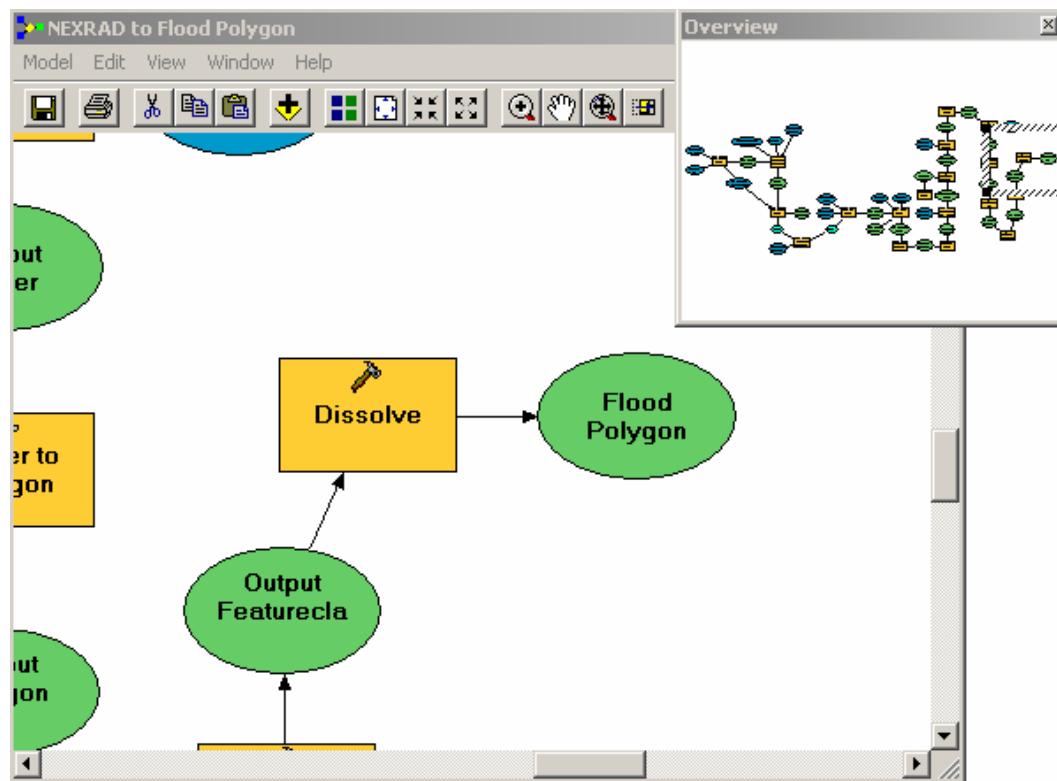 NEXRAD to Flood Polygon
Overview
Model Edit View Window Help
Dissolve
Flood
Polygon
Output
Featurecla